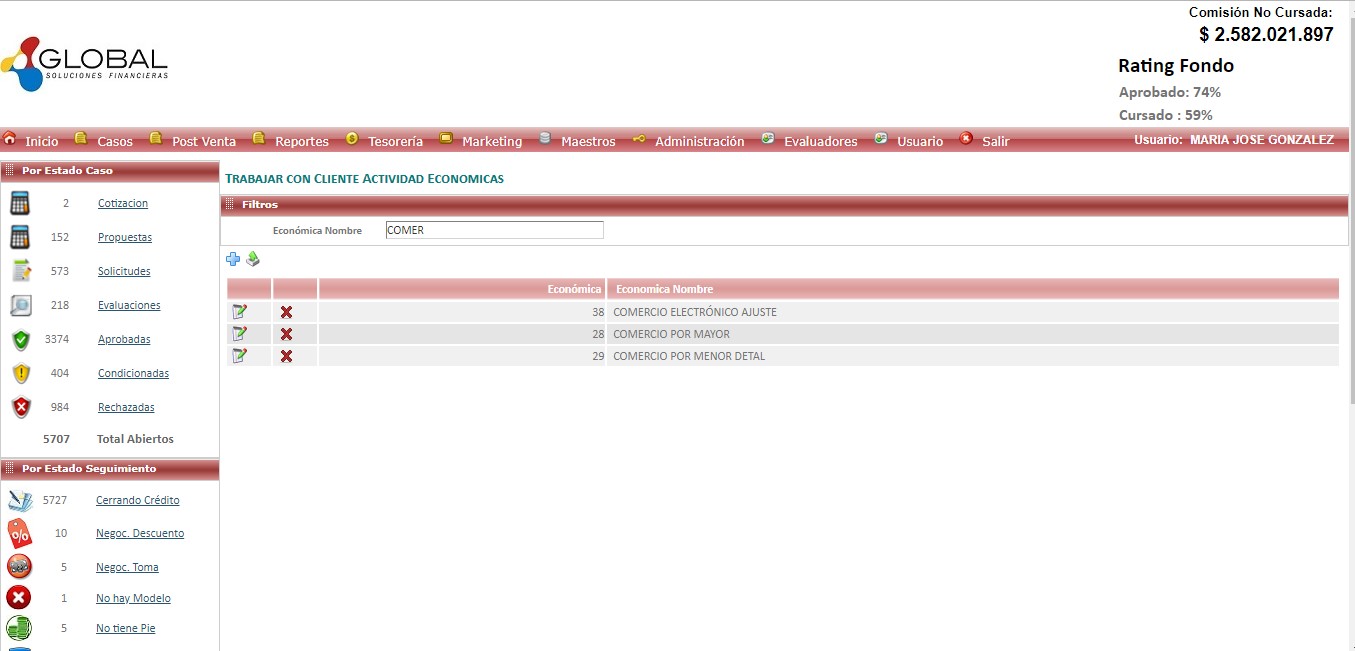 Comisión No Cursada:
$ 2.582.021.897
GLOBAL
SOLUCIONES FINANCIERAS
Rating Fondo
Aprobado: 74%
Cursado : 59%
Inicio Casos Post Venta Reportes Tesorería Marketing Maestros Administración Evaluadores Usuario Salir Usuario: MARIA JOSE GONZALEZ
Por Estado Caso
2 Cotizacion
152 Propuestas
573 Solicitudes
218 Evaluaciones
3374 Aprobadas
404 Condicionadas
984 Rechazadas
5707 Total Abiertos
Por Estado Seguimiento
5727 Cerrando Crédito
10 Negoc. Descuento
5 Negoc. Toma
1 No hay Modelo
5 No tiene Pie
TRABAJAR CON CLIENTE ACTIVIDAD ECONOMICAS
Filtros
Económica Nombre COMER
Económica Economica Nombre
38 COMERCIO ELECTRÓNICO AJUSTE
28 COMERCIO POR MAYOR
29 COMERCIO POR MENOR DETAL